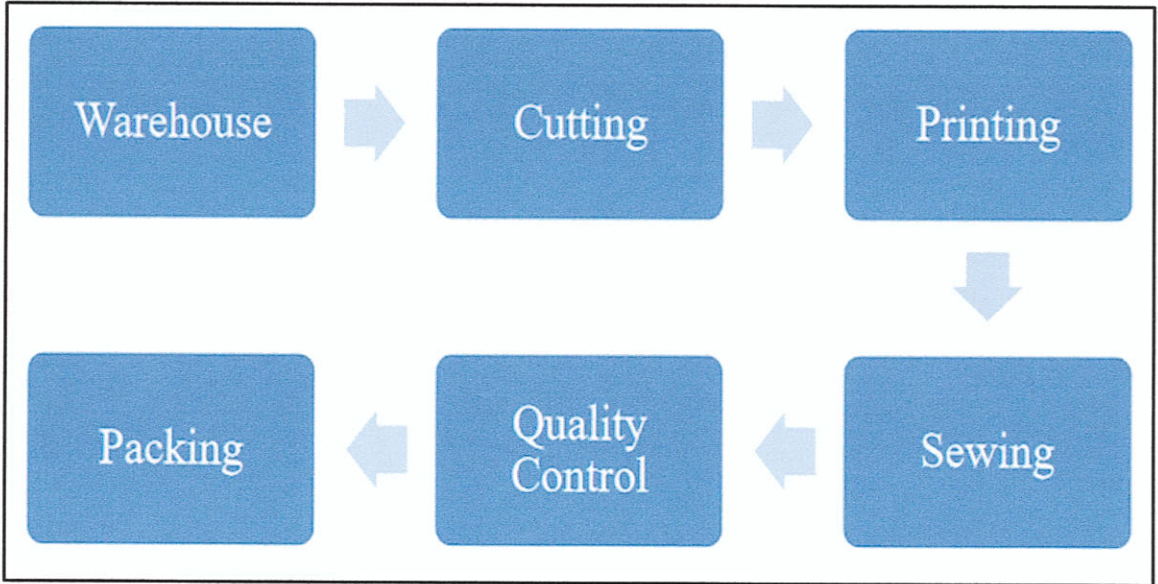 Warehouse
Cutting
Printing
Sewing
Quality
Control
Packing